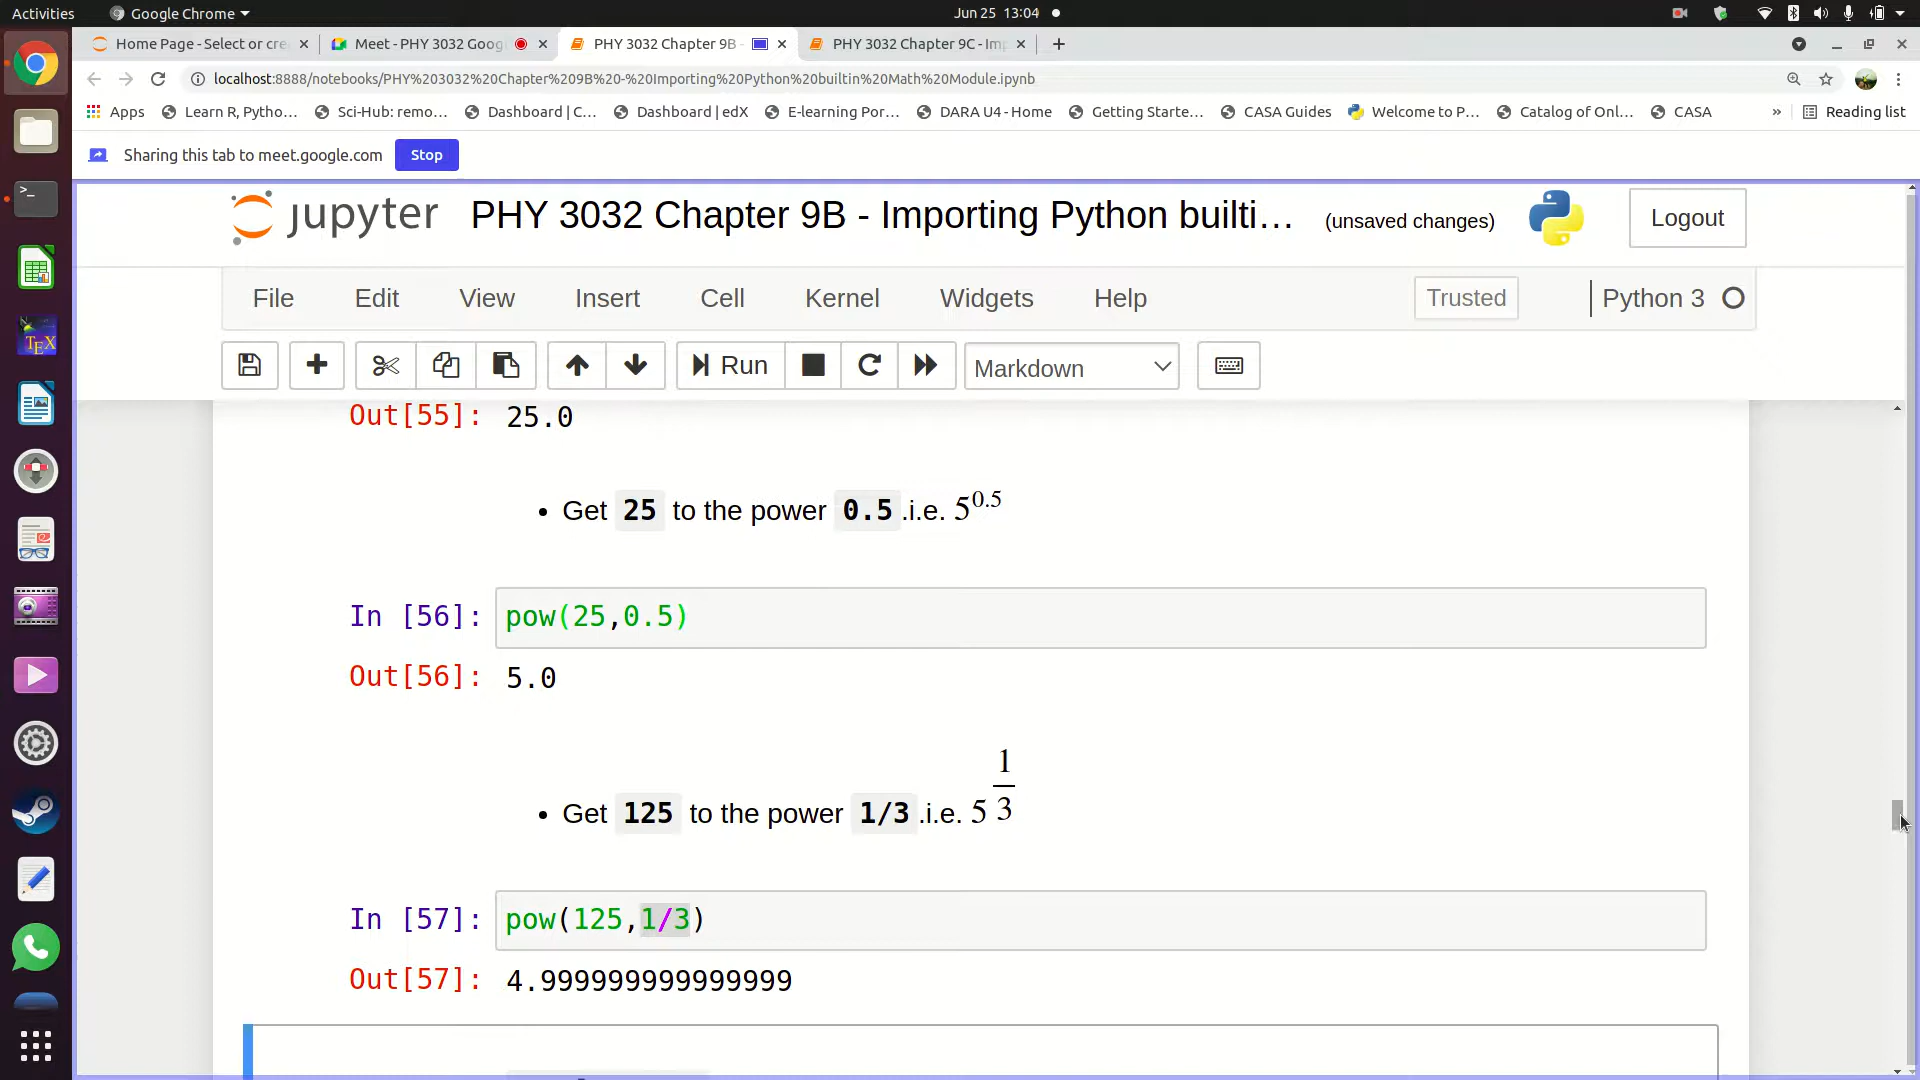 Activities Google Chrome Jun 25 13:04
Home Page - Select or cre Meet - PHY 3032 Goog PHY 3032 Chapter 9B - PHY 3032 Chapter 9C - Im
localhost:8888/notebooks/PHY%203032%20Chapter%209B%20-%20Importing%20Python%20builtin%20Math%20Module.ipynb
Apps Learn R, Pytho... Sci-Hub: remo... Dashboard | C... Dashboard | edX E-learning Por... DARA U4 - Home Getting Starte... CASA Guides Welcome to P... Catalog of Onl... CASA » Reading list
Sharing this tab to meet.google.com Stop
jupyter PHY 3032 Chapter 9B - Importing Python builti... (unsaved changes) Logout
File Edit View Insert Cell Kernel Widgets Help Trusted Python 3
Run Markdown
Out[55]: 25.0
• Get 25 to the power 0.5 .i.e. 5^0.5
In [56]: pow(25,0.5)
Out[56]: 5.0
• Get 125 to the power 1/3 .i.e. 5^1/3
In [57]: pow(125,1/3)
Out[57]: 4.999999999999999